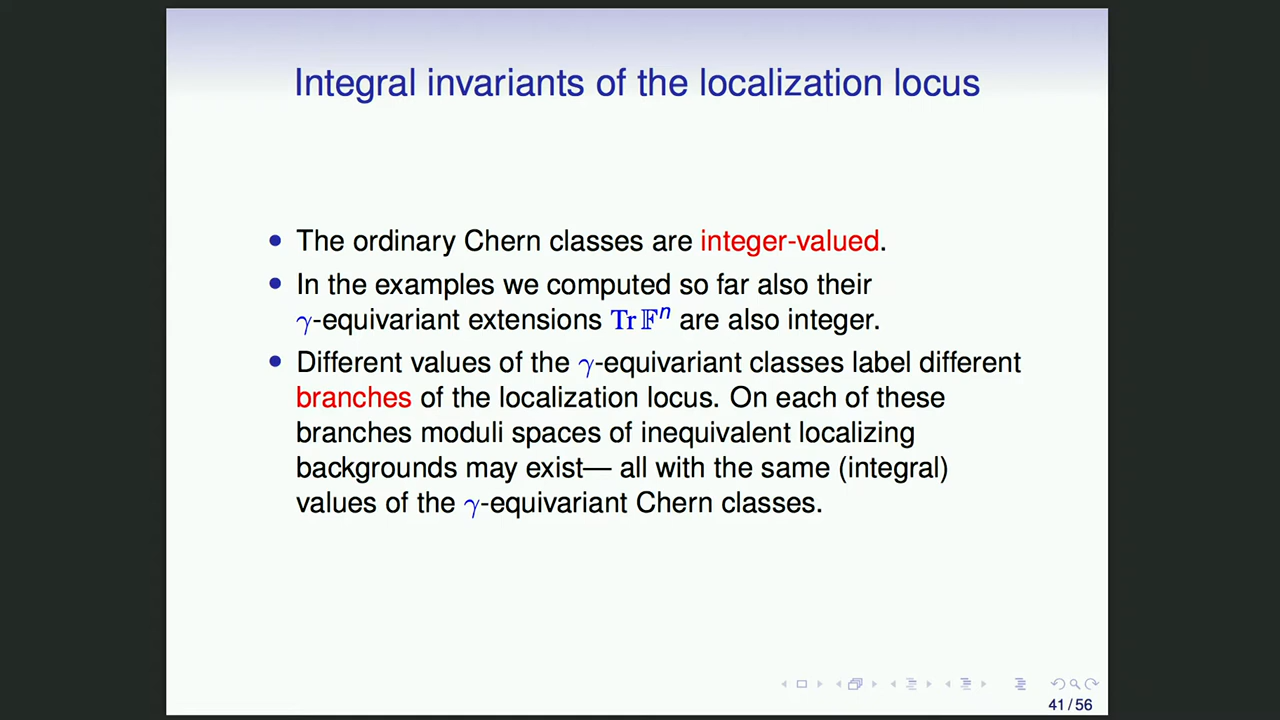 Integral invariants of the localization locus
• The ordinary Chern classes are integer-valued.
• In the examples we computed so far also their
γ-equivariant extensions Tr 𝔽ⁿ are also integer.
• Different values of the γ-equivariant classes label different
branches of the localization locus. On each of these
branches moduli spaces of inequivalent localizing
backgrounds may exist— all with the same (integral)
values of the γ-equivariant Chern classes.
41 / 56